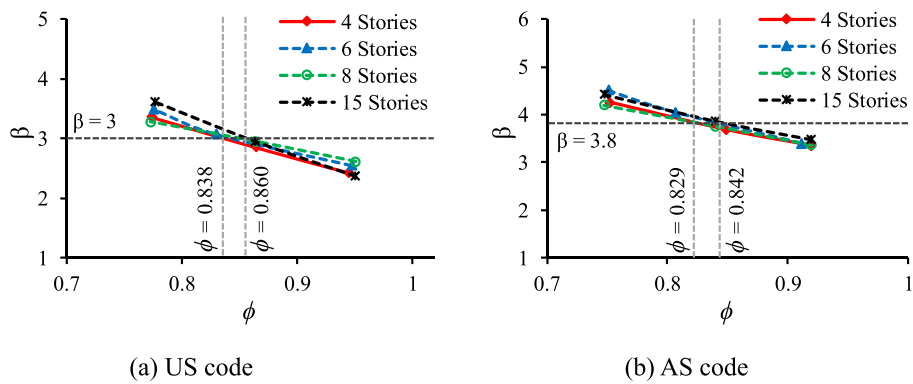 5
4
3
2
1
β
β = 3
4 Stories
6 Stories
8 Stories
15 Stories
ϕ = 0.838
ϕ = 0.860
0.7
0.8
0.9
1
ϕ
(a) US code
6
5
4
3
2
1
β
β = 3.8
4 Stories
6 Stories
8 Stories
15 Stories
ϕ = 0.829
ϕ = 0.842
0.7
0.8
0.9
1
ϕ
(b) AS code